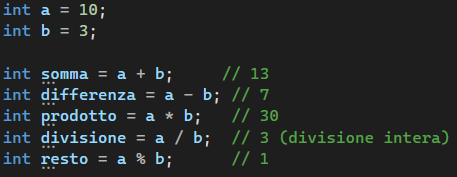 int a = 10;
int b = 3;

int somma = a + b;     // 13
int differenza = a - b; // 7
int prodotto = a * b;   // 30
int divisione = a / b;  // 3 (divisione intera)
int resto = a % b;      // 1